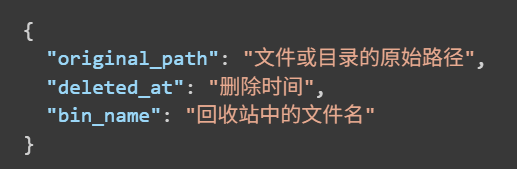 {
"original_path": "文件或目录的原始路径",
"deleted_at": "删除时间",
"bin_name": "回收站中的文件名"
}